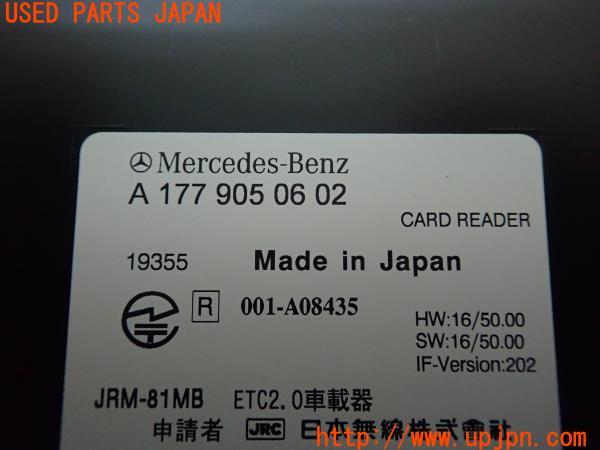 USED PARTS JAPAN
Mercedes-Benz
A 177 905 06 02
CARD READER
19355 Made in Japan
R 001-A08435
HW:16/50.00
SW:16/50.00
IF-Version:202
JRM-81MB ETC2.0車載器
申請者 JRC 日本無線株式會社
http://www.upjpn.com